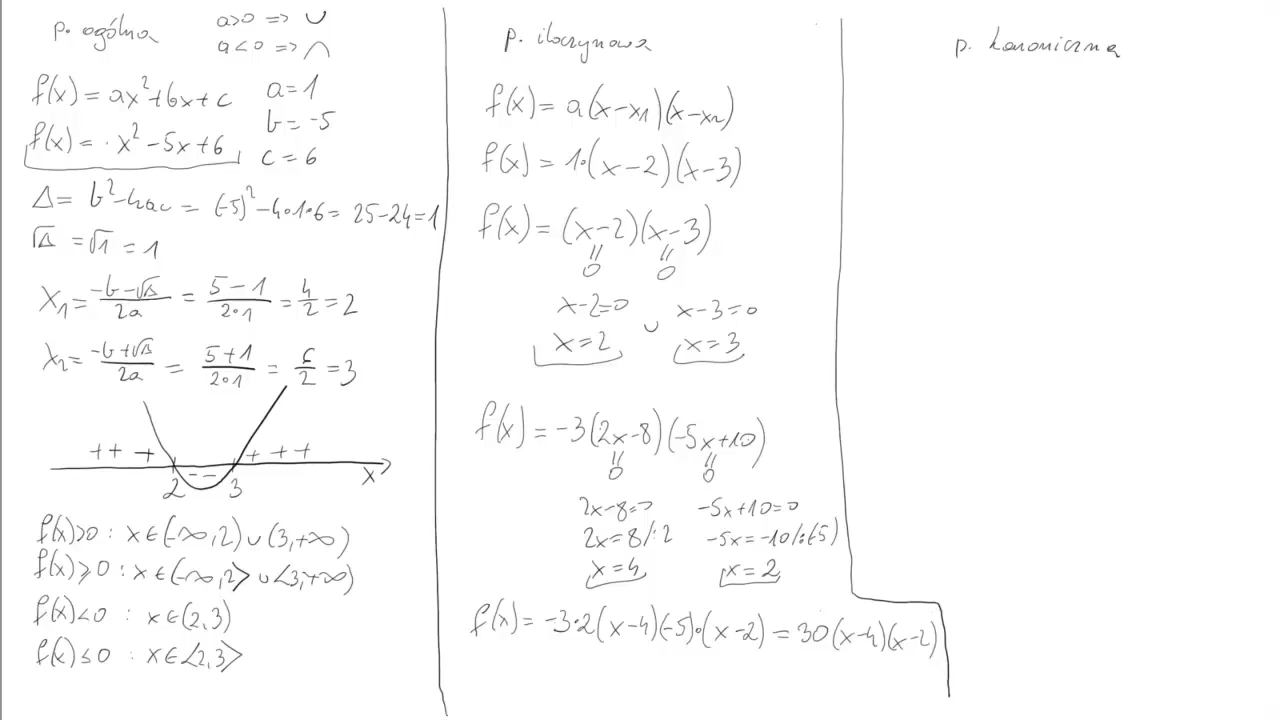 p. ogólna
a>0 => ∪
a<0 => ∩
f(x) = ax²+bx+c
a=1
f(x) = x² - 5x+6
b = -5
c = 6
Δ = b²-4ac = (-5)² - 4•1•6 = 25-24=1
√Δ = √1 = 1
x₁ = (-b-√Δ)/2a = (5-1)/(2•1) = 4/2 = 2
x₂ = (-b+√Δ)/2a = (5+1)/(2•1) = 6/2 = 3
++ + + + +
-- 
2 3 x
f(x)>0 : x∈(-∞,2)∪(3,+∞)
f(x)⩾0 : x∈(-∞,2>∪<3,+∞)
f(x)<0 : x∈(2,3)
f(x)≤0 : x∈<2,3>
p. iloczynowa
f(x) = a(x-x₁)(x-x₂)
f(x) = 1•(x-2)(x-3)
f(x) = (x-2)(x-3)
= =
0 0
x-2=0 ∪ x-3=0
x=2 x=3
f(x) = -3(2x-8)(-5x+10)
= =
0 0
2x-8=0 -5x+10=0
2x=8/:2 -5x=-10/:(-5)
x=4 x=2
f(x) = -3•2(x-4)(-5)•(x-2) = 30(x-4)(x-2)
p. kanoniczna